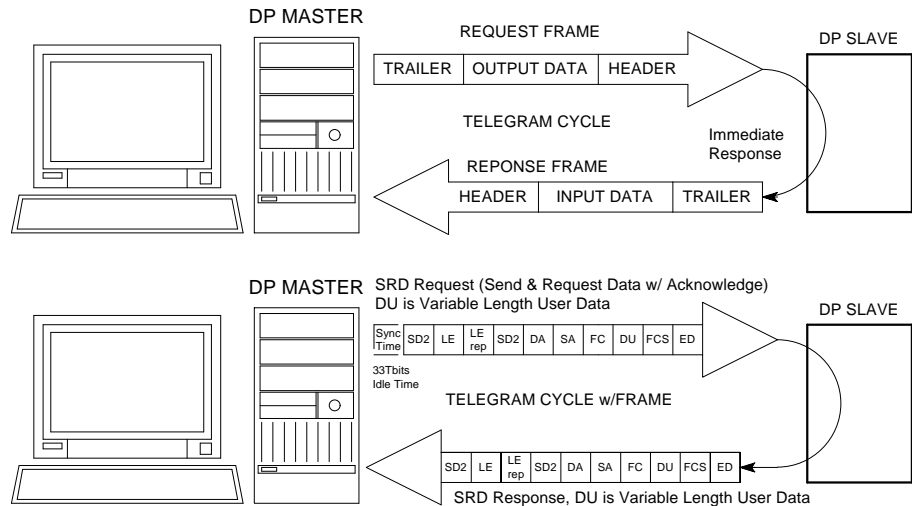 DP MASTER
REQUEST FRAME
DP SLAVE
TRAILER OUTPUT DATA HEADER
TELEGRAM CYCLE
Immediate
Response
REPONSE FRAME
HEADER INPUT DATA TRAILER
DP MASTER
SRD Request (Send & Request Data w/ Acknowledge)
DU is Variable Length User Data
DP SLAVE
Sync Time SD2 LE LE rep SD2 DA SA FC DU FCS ED
33Tbits
Idle Time
TELEGRAM CYCLE w/FRAME
SD2 LE LE rep SD2 DA SA FC DU FCS ED
SRD Response, DU is Variable Length User Data